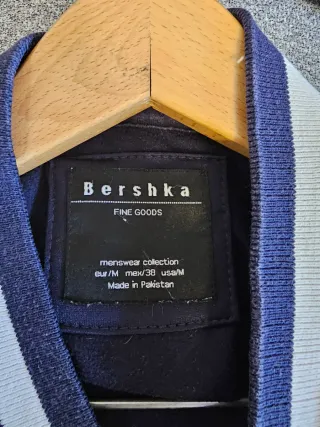 Bershka
FINE GOODS
menswear collection
eur/M mex/38 usa/M
Made in Pakistan